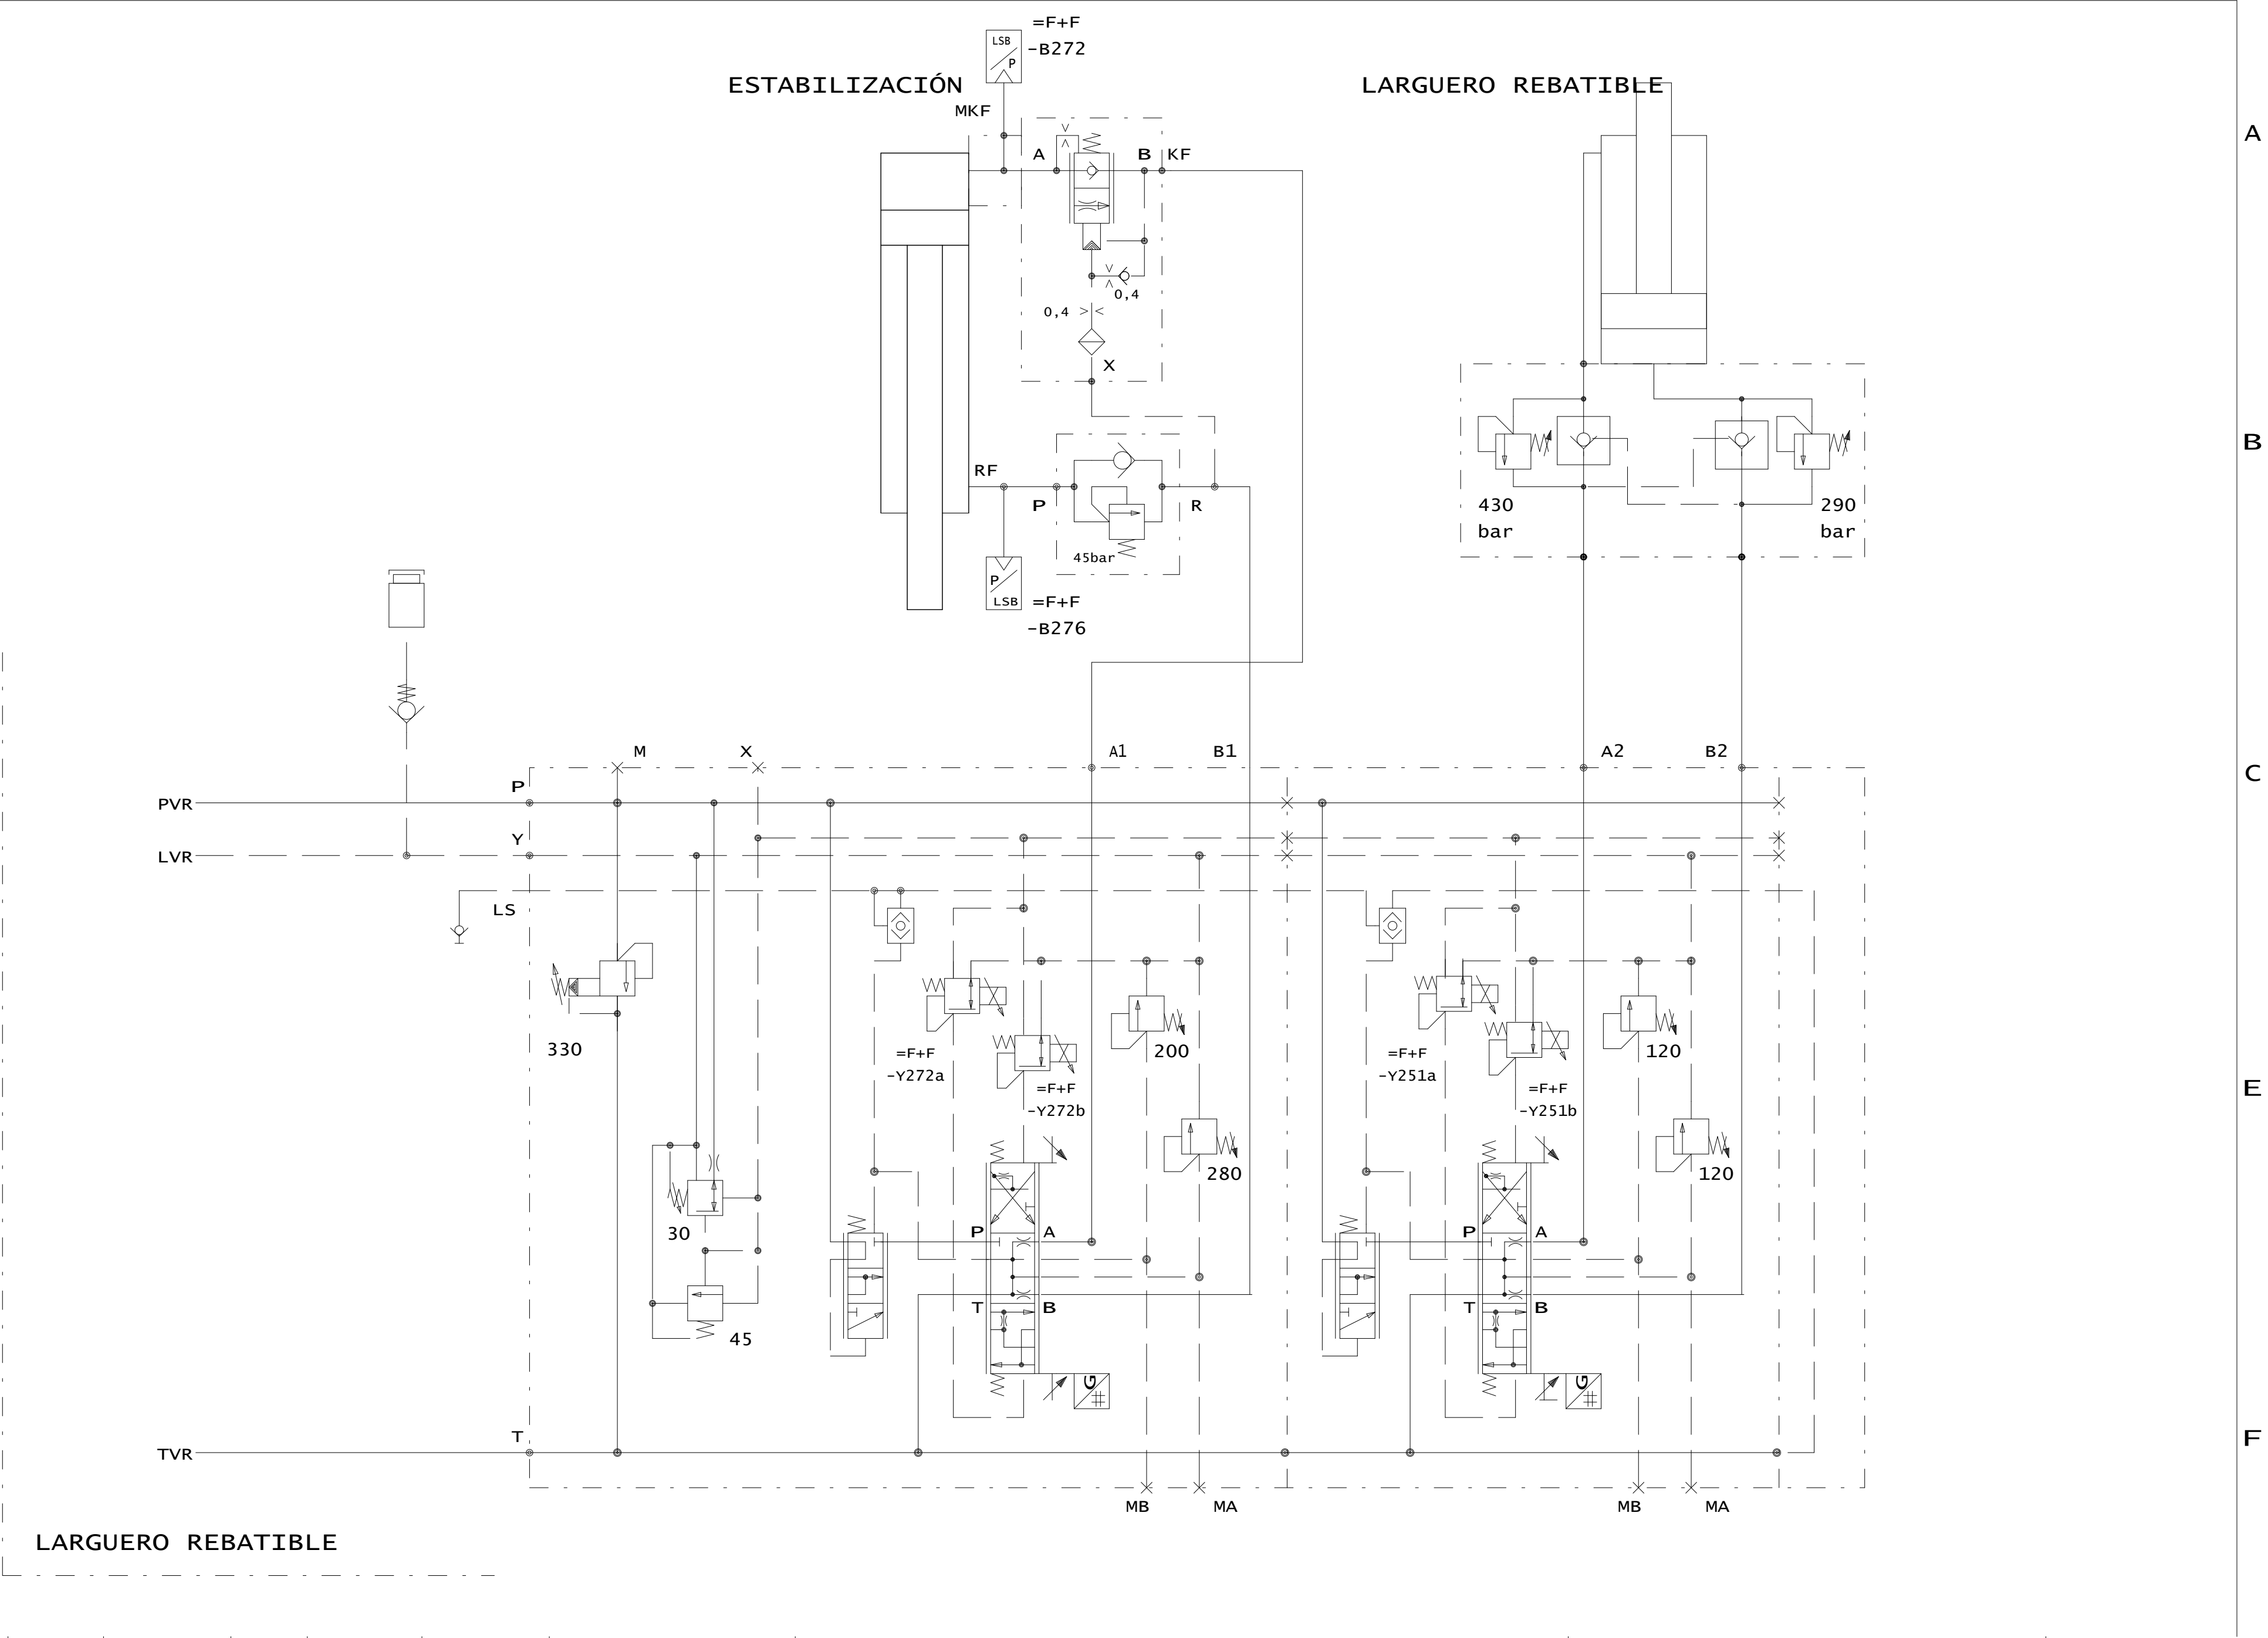 =F+F
LSB
-B272
P
ESTABILIZACIÓN
LARGUERO REBATIBLE
MKF
A
A
B
KF
0,4
0,4
X
B
RF
P
R
430
bar
290
bar
45bar
P
LSB
=F+F
-B276
M
X
A1
B1
A2
B2
C
P
PVR
Y
LVR
LS
330
200
120
=F+F
-Y272a
=F+F
-Y272b
=F+F
-Y251a
=F+F
-Y251b
E
280
120
30
P
A
P
A
45
T
B
T
B
G
#
G
#
T
TVR
F
MB
MA
MB
MA
LARGUERO REBATIBLE